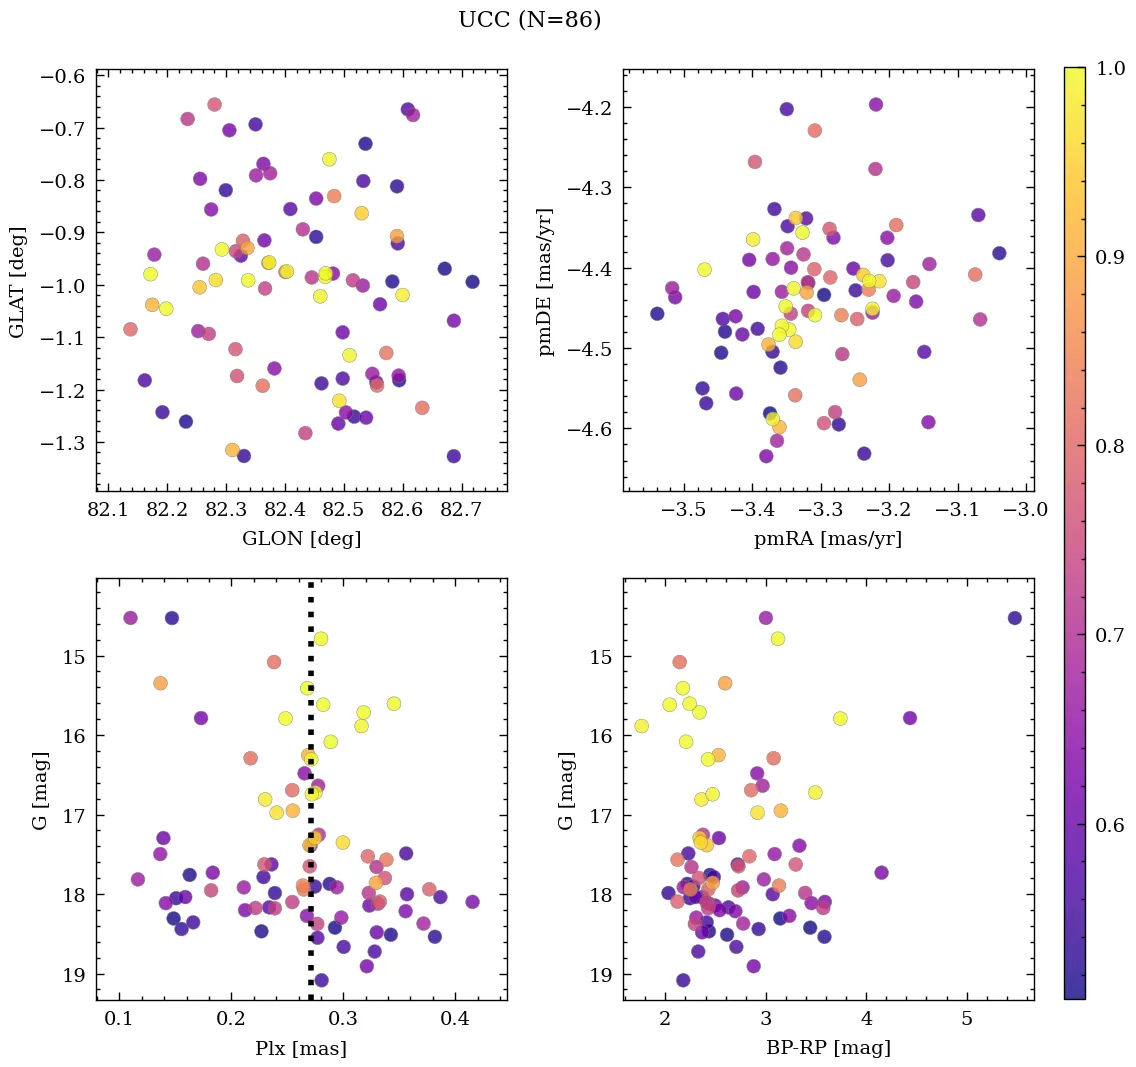 UCC (N=86)
−0.6
−0.7
−0.8
−0.9
−1.0
−1.1
−1.2
−1.3
GLAT [deg]
82.1 82.2 82.3 82.4 82.5 82.6 82.7
GLON [deg]
−4.2
−4.3
−4.4
−4.5
−4.6
pmDE [mas/yr]
−3.5 −3.4 −3.3 −3.2 −3.1 −3.0
pmRA [mas/yr]
15
16
17
18
19
G [mag]
0.1 0.2 0.3 0.4
Plx [mas]
15
16
17
18
19
G [mag]
2 3 4 5
BP-RP [mag]
1.0
0.9
0.8
0.7
0.6